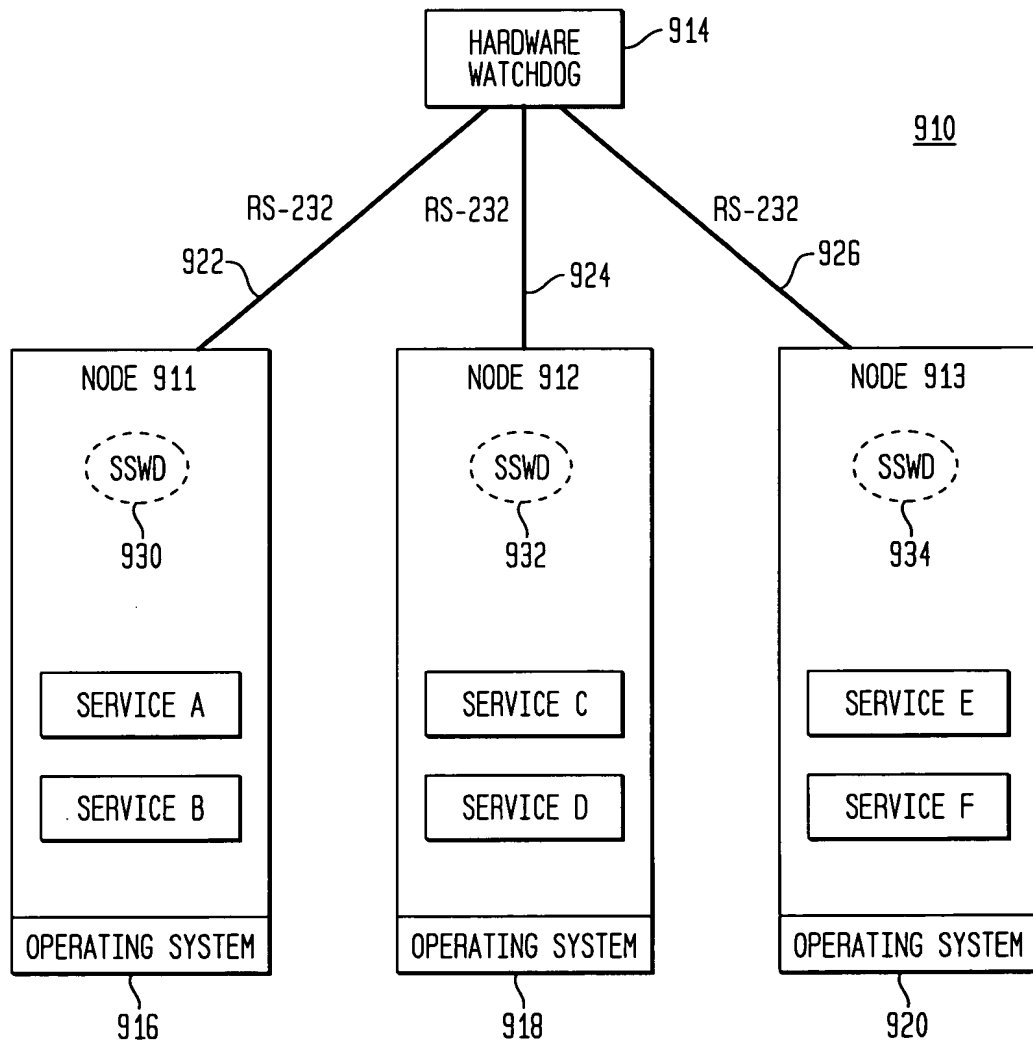 HARDWARE
WATCHDOG
914
910
RS-232
RS-232
RS-232
922
924
926
NODE 911
NODE 912
NODE 913
SSWD
SSWD
SSWD
930
932
934
SERVICE A
SERVICE C
SERVICE E
SERVICE B
SERVICE D
SERVICE F
OPERATING SYSTEM
OPERATING SYSTEM
OPERATING SYSTEM
916
918
920